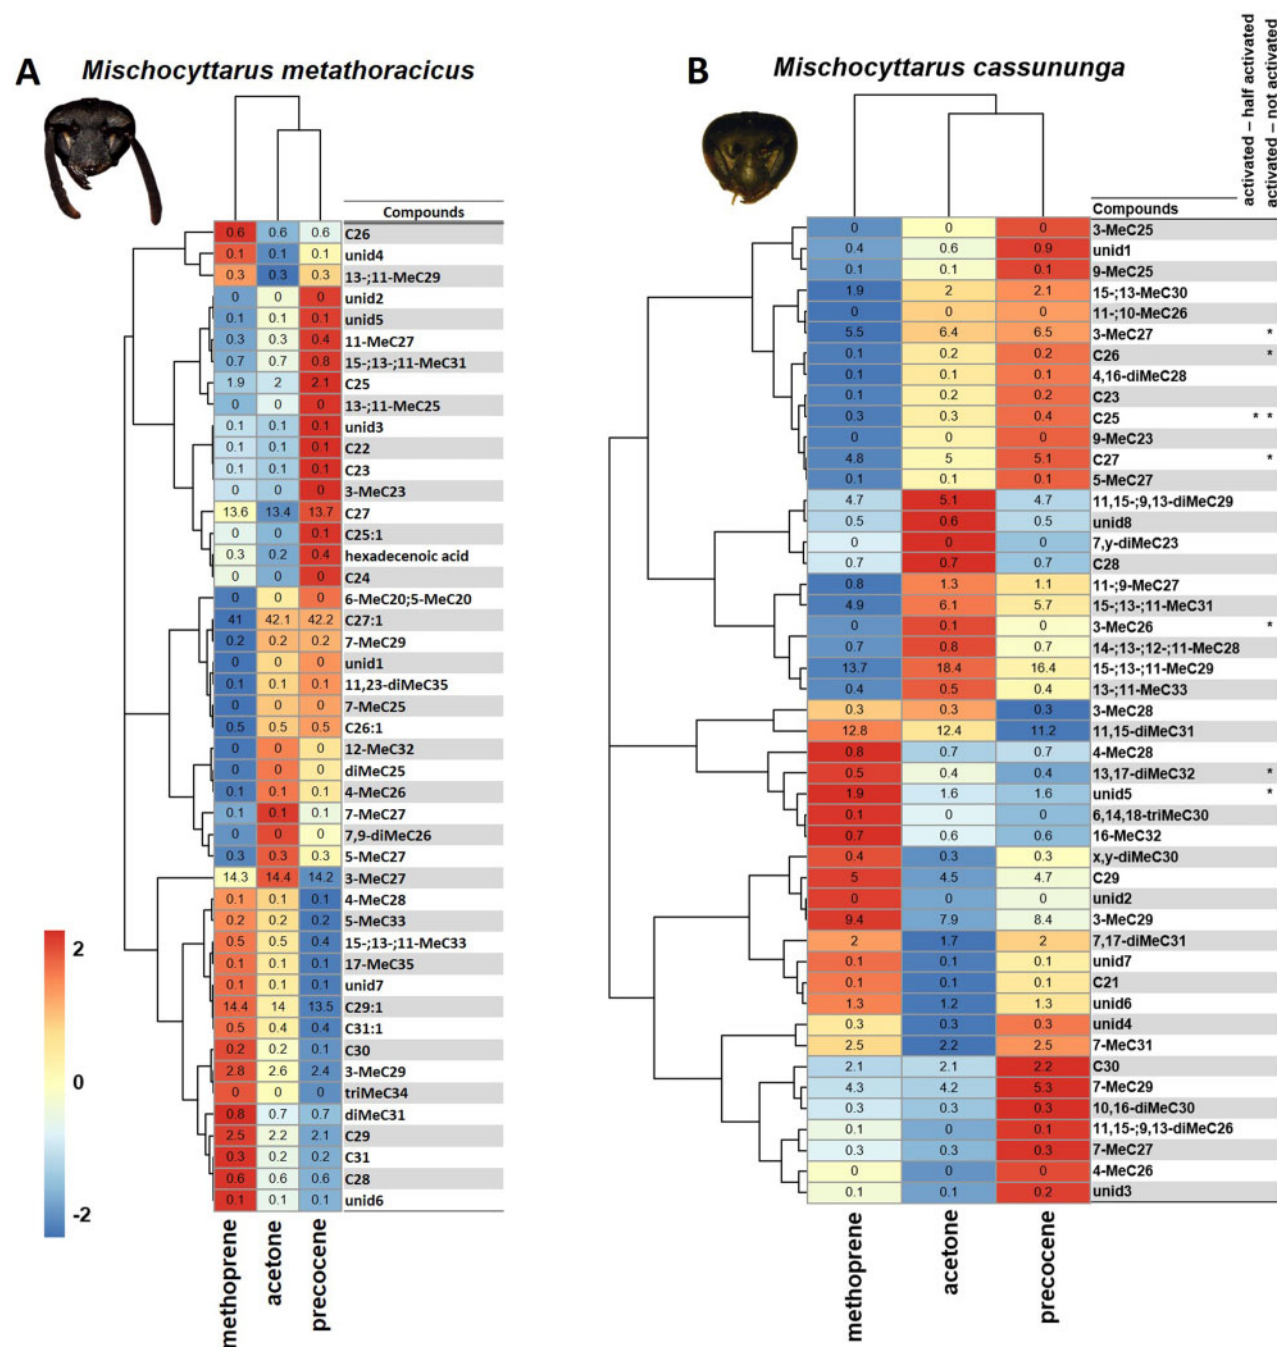 A
Mischocyttarus metathoracicus
Compounds
0.6 0.6 0.6 C26
0.1 0.1 0.1 unid4
0.3 0.3 0.3 13-;11-MeC29
0 0 0 unid2
0.1 0.1 0.1 unid5
0.3 0.3 0.4 11-MeC27
0.7 0.7 0.8 15-;13-;11-MeC31
1.9 2 2.1 C25
0 0 0 13-;11-MeC25
0.1 0.1 0.1 unid3
0.1 0.1 0.1 C22
0.1 0.1 0.1 C23
0 0 0 3-MeC23
13.6 13.4 13.7 C27
0 0 0.1 C25:1
0.3 0.2 0.4 hexadecenoic acid
0 0 0 C24
0 0 0 6-MeC20;5-MeC20
41 42.1 42.2 C27:1
0.2 0.2 0.2 7-MeC29
0 0 0 unid1
0.1 0.1 0.1 11,23-diMeC35
0 0 0 7-MeC25
0.5 0.5 0.5 C26:1
0 0 0 12-MeC32
0 0 0 diMeC25
0.1 0.1 0.1 4-MeC26
0.1 0.1 0.1 7-MeC27
0 0 0 7,9-diMeC26
0.3 0.3 0.3 5-MeC27
14.3 14.4 14.2 3-MeC27
0.1 0.1 0.1 4-MeC28
0.2 0.2 0.2 5-MeC33
0.5 0.5 0.4 15-;13-;11-MeC33
0.1 0.1 0.1 17-MeC35
0.1 0.1 0.1 unid7
14.4 14 13.5 C29:1
0.5 0.4 0.4 C31:1
0.2 0.2 0.1 C30
2.8 2.6 2.4 3-MeC29
0 0 0 triMeC34
0.8 0.7 0.7 diMeC31
2.5 2.2 2.1 C29
0.3 0.2 0.2 C31
0.6 0.6 0.6 C28
0.1 0.1 0.1 unid6
2
0
-2
methoprene
acetone
precocene
B
Mischocyttarus cassununga
activated – half activated
activated – not activated
Compounds
0 0 0 3-MeC25
0.4 0.6 0.9 unid1
0.1 0.1 0.1 9-MeC25
1.9 2 2.1 15-;13-MeC30
0 0 0 11-;10-MeC26
5.5 6.4 6.5 3-MeC27 *
0.1 0.2 0.2 C26 *
0.1 0.1 0.1 4,16-diMeC28
0.1 0.2 0.2 C23
0.3 0.3 0.4 C25 * *
0 0 0 9-MeC23
4.8 5 5.1 C27 *
0.1 0.1 0.1 5-MeC27
4.7 5.1 4.7 11,15-;9,13-diMeC29
0.5 0.6 0.5 unid8
0 0 0 7,y-diMeC23
0.7 0.7 0.7 C28
0.8 1.3 1.1 11-;9-MeC27
4.9 6.1 5.7 15-;13-;11-MeC31
0 0.1 0 3-MeC26 *
0.7 0.8 0.7 14-;13-;12-;11-MeC28
13.7 18.4 16.4 15-;13-;11-MeC29
0.4 0.5 0.4 13-;11-MeC33
0.3 0.3 0.3 3-MeC28
12.8 12.4 11.2 11,15-diMeC31
0.8 0.7 0.7 4-MeC28
0.5 0.4 0.4 13,17-diMeC32 *
1.9 1.6 1.6 unid5 *
0.1 0 0 6,14,18-triMeC30
0.7 0.6 0.6 16-MeC32
0.4 0.3 0.3 x,y-diMeC30
5 4.5 4.7 C29
0 0 0 unid2
9.4 7.9 8.4 3-MeC29
2 1.7 2 7,17-diMeC31
0.1 0.1 0.1 unid7
0.1 0.1 0.1 C21
1.3 1.2 1.3 unid6
0.3 0.3 0.3 unid4
2.5 2.2 2.5 7-MeC31
2.1 2.1 2.2 C30
4.3 4.2 5.3 7-MeC29
0.3 0.3 0.3 10,16-diMeC30
0.1 0 0.1 11,15-;9,13-diMeC26
0.3 0.3 0.3 7-MeC27
0 0 0 4-MeC26
0.1 0.1 0.2 unid3
methoprene
acetone
precocene